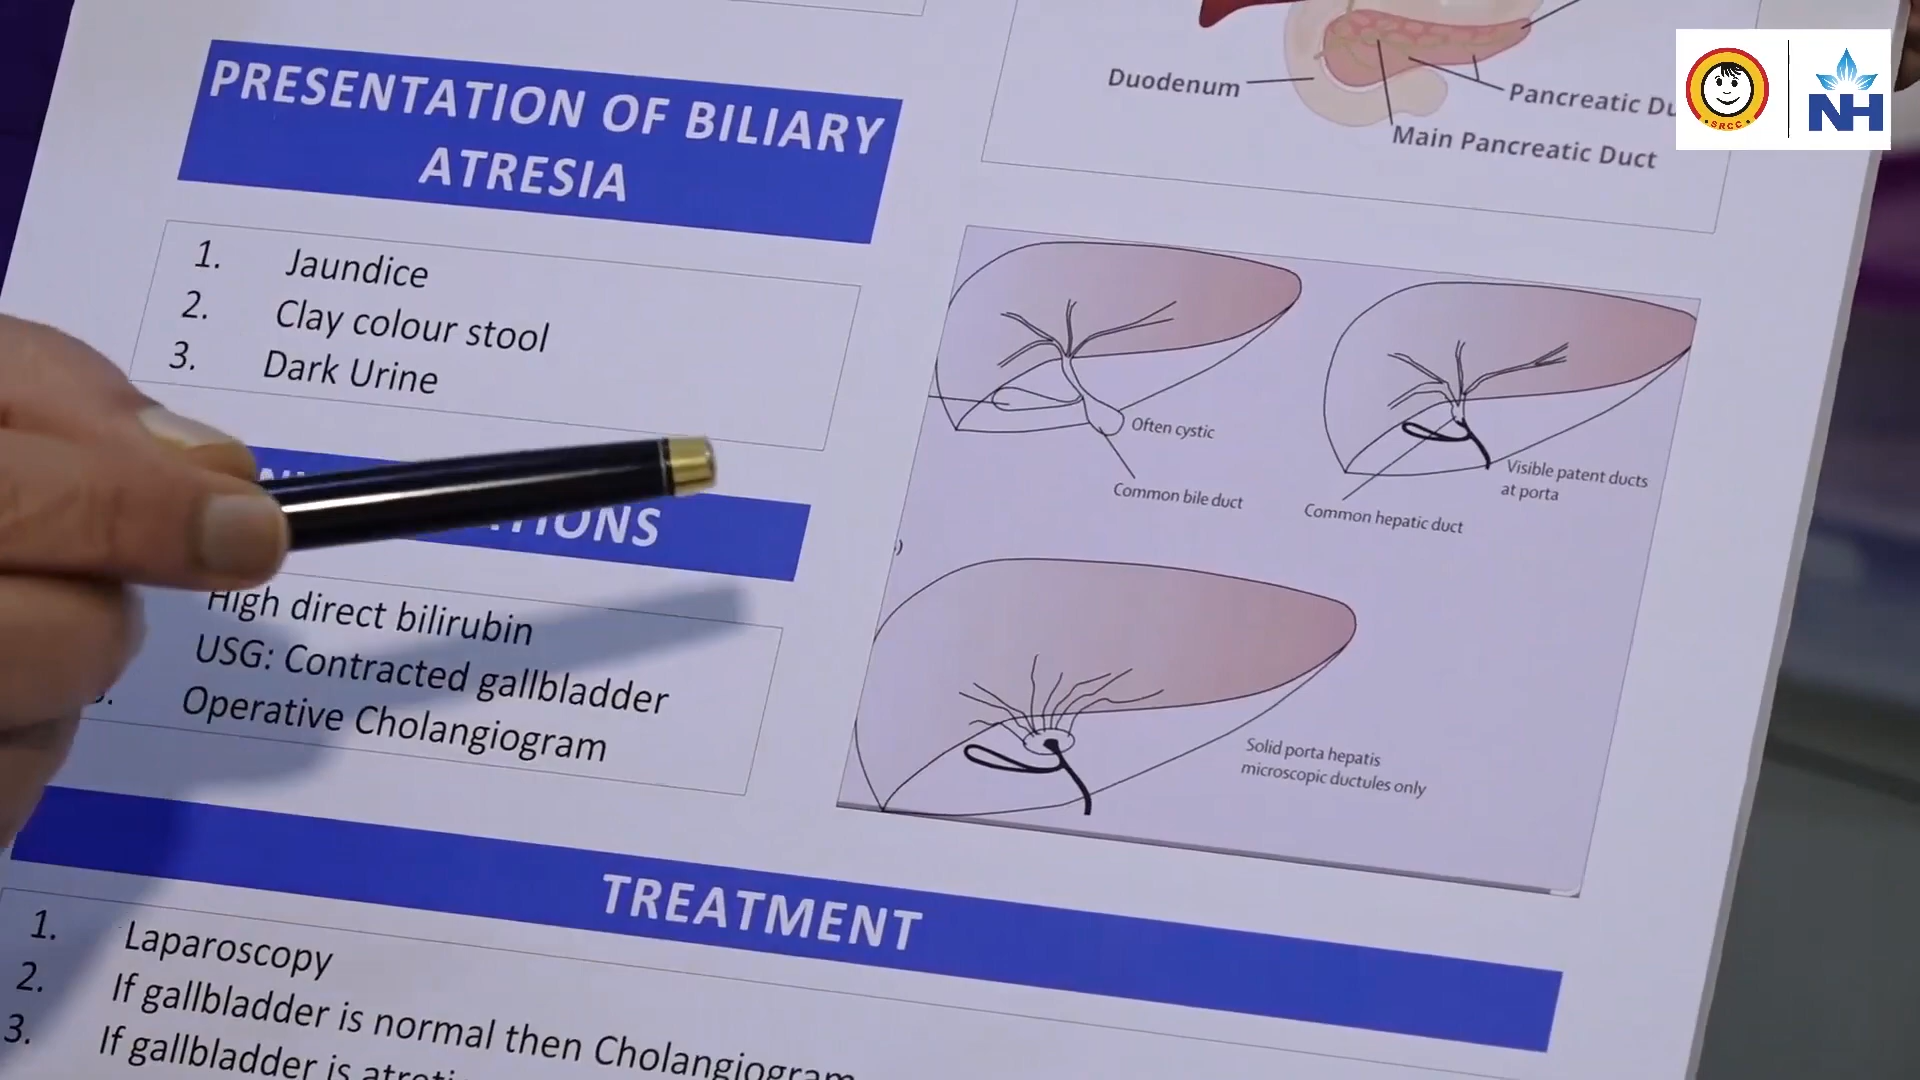 PRESENTATION OF BILIARY
ATRESIA
1. Jaundice
2. Clay colour stool
3. Dark Urine
High direct bilirubin
USG: Contracted gallbladder
Operative Cholangiogram
TREATMENT
1. Laparoscopy
2. If gallbladder is normal then Cholangiogram
3. If gallbladder is
Duodenum
Pancreatic
Main Pancreatic Duct
Often cystic
Common bile duct
Visible patent ducts
at porta
Common hepatic duct
Solid porta hepatis
microscopic ductules only
SRCC
NH